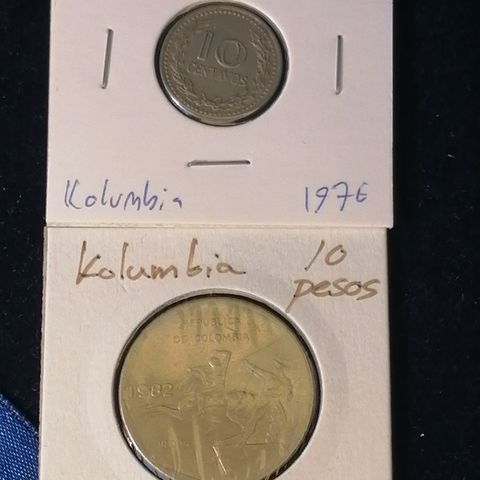 10
CENTAVOS
Kolumbia 1976
Kolumbia 10
pesos
REPUBLICA
DE COLOMBIA
1982